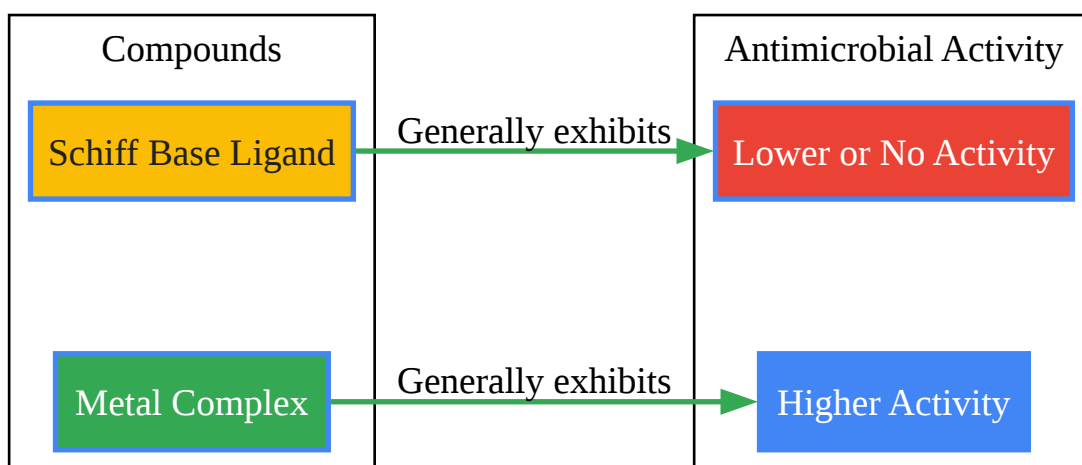 Compounds
Antimicrobial Activity
Schiff Base Ligand
Generally exhibits
Lower or No Activity
Metal Complex
Generally exhibits
Higher Activity